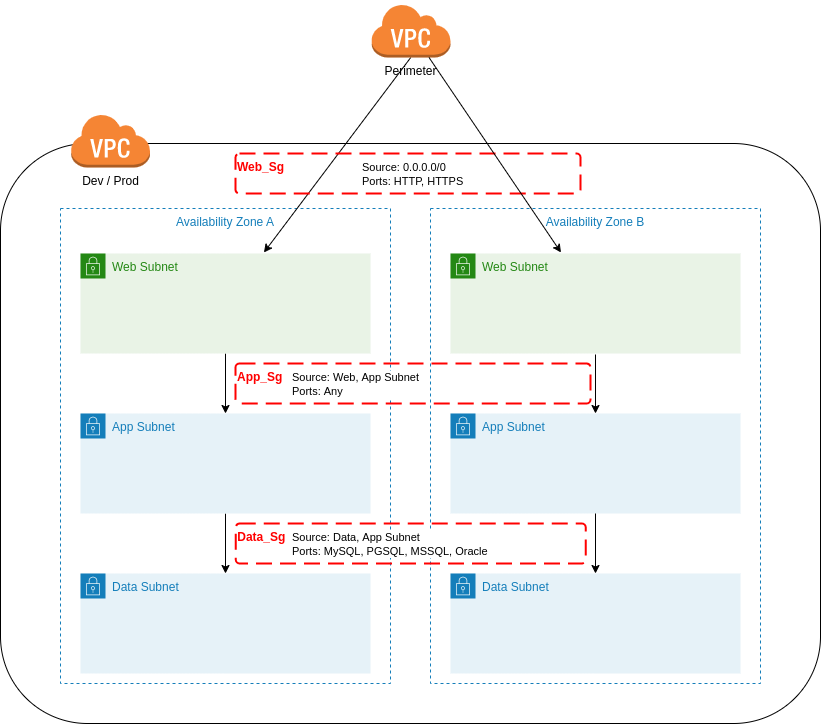 VPC
Perimeter
VPC
Dev / Prod
Web_Sg
Source: 0.0.0.0/0
Ports: HTTP, HTTPS
Availability Zone A
Availability Zone B
Web Subnet
Web Subnet
App_Sg
Source: Web, App Subnet
Ports: Any
App Subnet
App Subnet
Data_Sg
Source: Data, App Subnet
Ports: MySQL, PGSQL, MSSQL, Oracle
Data Subnet
Data Subnet